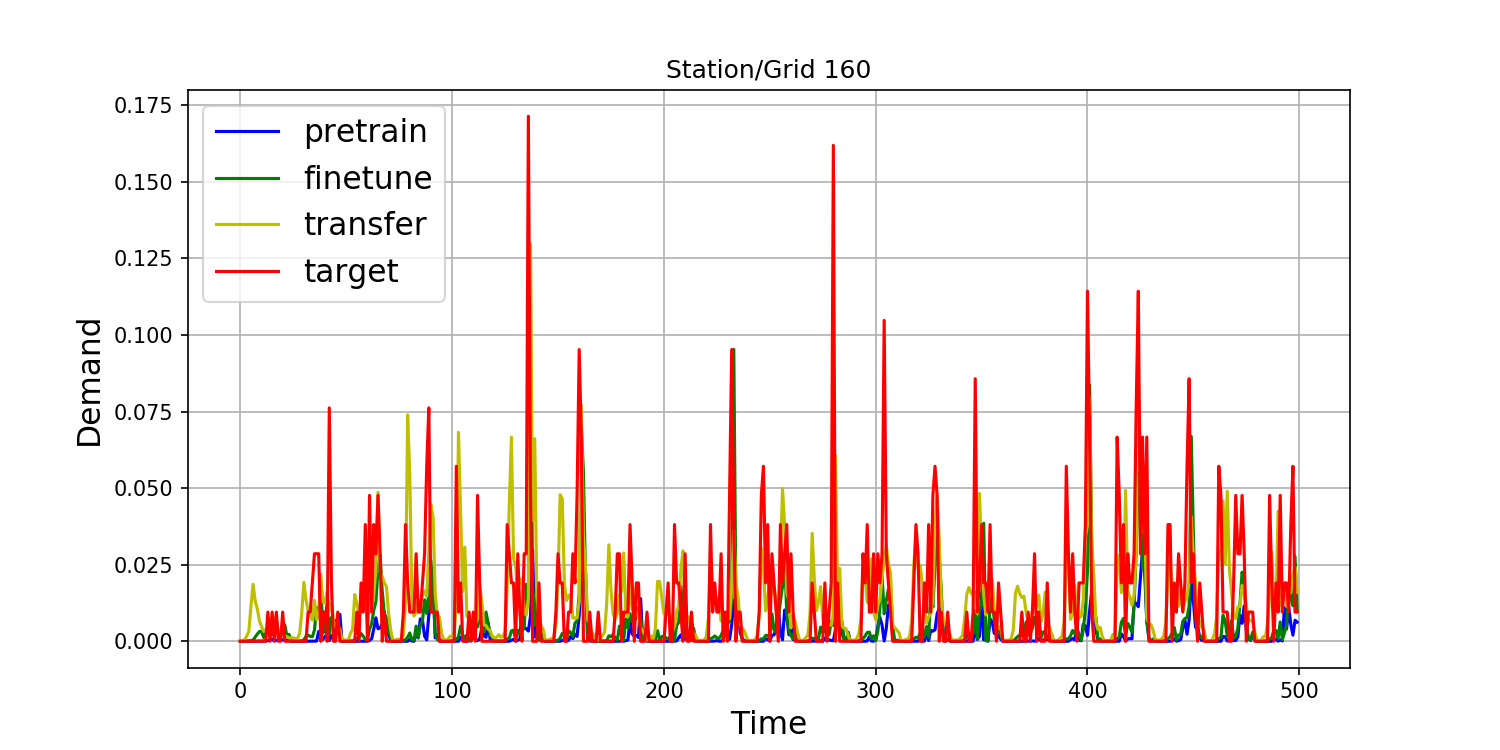 Station/Grid 160
0.175
0.150
0.125
0.100
0.075
0.050
0.025
0.000
Demand
pretrain
finetune
transfer
target
0 100 200 300 400 500
Time